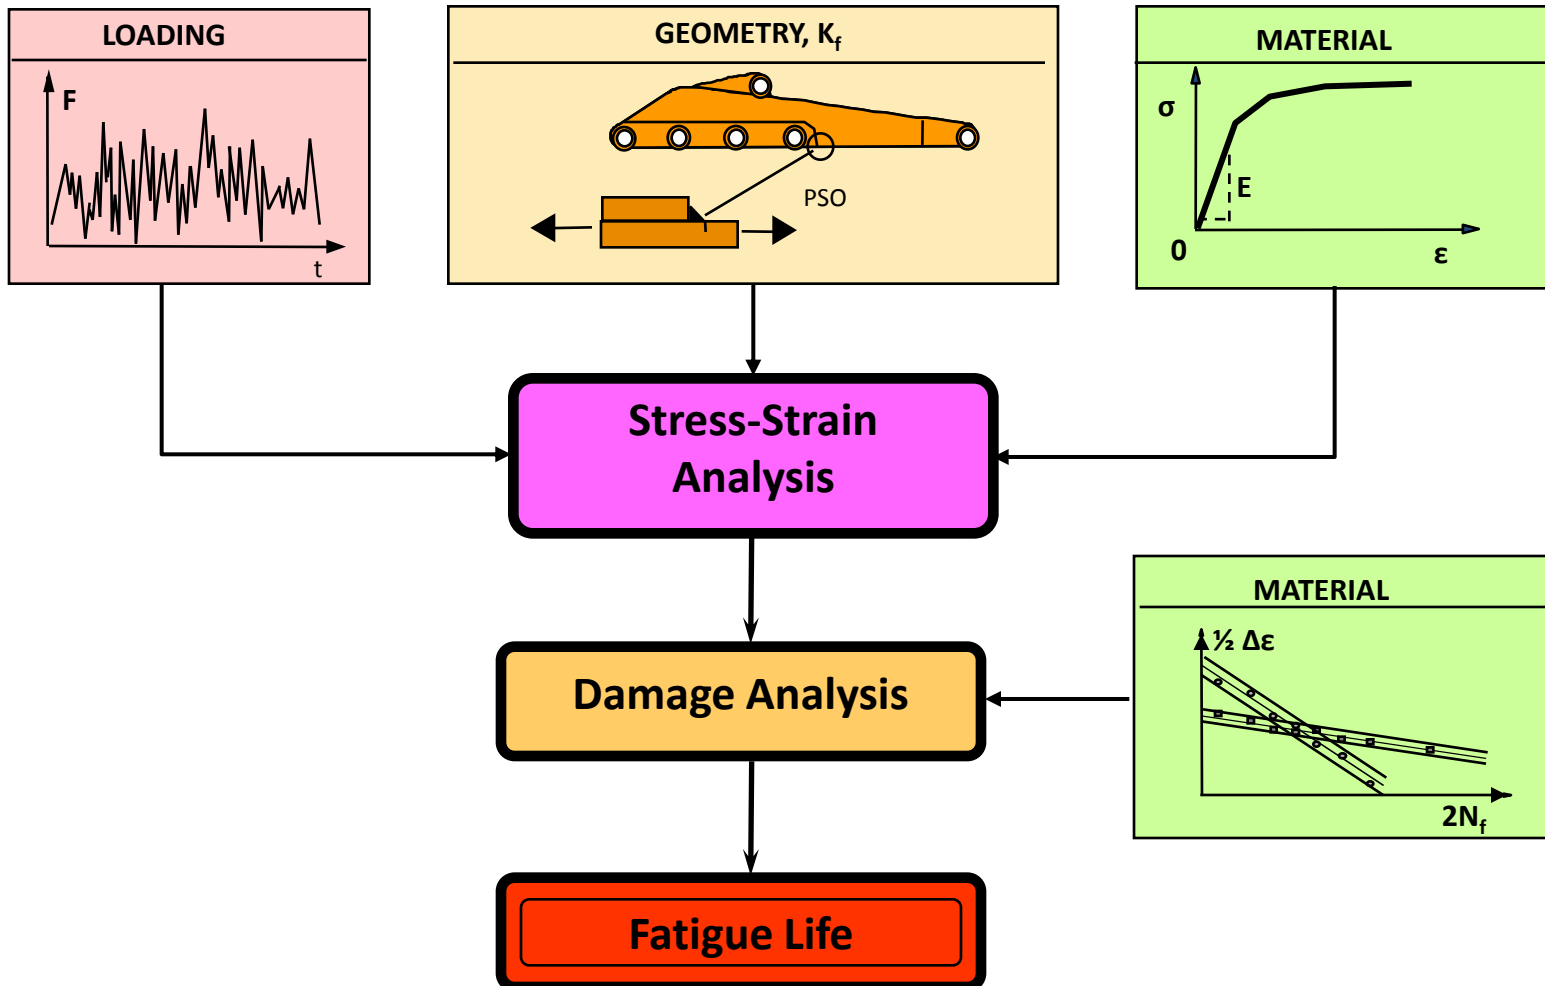 LOADING
F
t
GEOMETRY, Kf
PSO
MATERIAL
σ
E
0
ε
Stress-Strain
Analysis
MATERIAL
½ Δε
2Nf
Damage Analysis
Fatigue Life